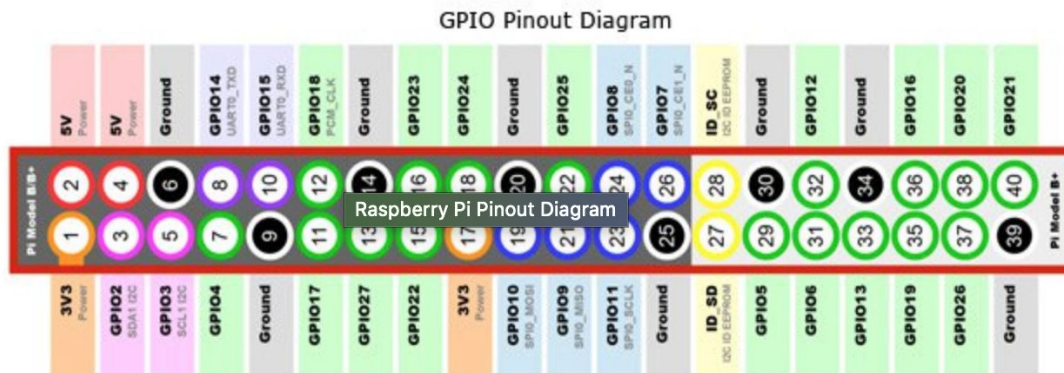 GPIO Pinout Diagram
5V
Power
5V
Power
Ground
GPIO14
UART0_TXD
GPIO15
UART0_RXD
GPIO18
PCM_CLK
Ground
GPIO23
GPIO24
Ground
GPIO25
GPIO8
SPI0_CE0_N
GPIO7
SPI0_CE1_N
ID_SC
I2C ID EEPROM
Ground
GPIO12
Ground
GPIO16
GPIO20
GPIO21
Pi Model B/B+
2 4 6 8 10 12 14 16 18 20 22 24 26 28 30 32 34 36 38 40
Raspberry Pi Pinout Diagram
1 3 5 7 9 11 13 15 17 19 21 23 25 27 29 31 33 35 37 39
Pi Model B+
3V3
Power
GPIO2
SDA1 I2C
GPIO3
SCL1 I2C
GPIO4
Ground
GPIO17
GPIO27
GPIO22
3V3
Power
GPIO10
SPI0_MOSI
GPIO9
SPI0_MISO
GPIO11
SPI0_SCLK
Ground
ID_SD
I2C ID EEPROM
GPIO5
GPIO6
GPIO13
GPIO19
GPIO26
Ground